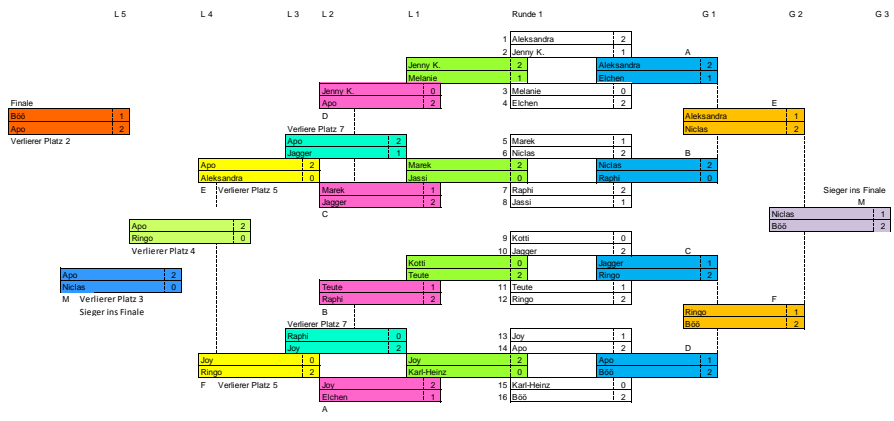 L 5 L 4 L 3 L 2 L 1 Runde 1 G 1 G 2 G 3
1 Aleksandra 2
2 Jenny K. 1 A
Jenny K. 2 Aleksandra 2
Melanie 1 Elchen 1
Jenny K. 0 3 Melanie 0
Finale Apo 2 4 Elchen 2 E
Böö 1 D Aleksandra 2
Apo 2 Verliere Platz 7 Niclas 2
Verlierer Platz 2 Apo 2 5 Marek 1
Jagger 1 6 Niclas 2 B
Apo 2 Marek 2 Niclas 2
Aleksandra 0 Jassi 0 Raphi 0
E Verlierer Platz 5 Marek 1 7 Raphi 2 Sieger ins Finale
Jagger 2 8 Jassi 1 M
C Niclas 1
Apo 2 Böö 2
Ringo 0 9 Kotti 0
Verlierer Platz 4 10 Jagger 2 C
Kotti 0 Jagger 1
Apo 2 Teute 2 Ringo 2
Niclas 0 Teute 1 11 Teute 1
M Verlierer Platz 3 Raphi 2 12 Ringo 2 F
Sieger ins Finale B Ringo 1
Verliere Platz 7 Böö 2
Raphi 0 13 Joy 1
Joy 2 14 Apo 2 D
Joy 0 Joy 2 Apo 1
Ringo 2 Karl-Heinz 0 Böö 2
F Verlierer Platz 5 Joy 2 15 Karl-Heinz 0
Elchen 1 16 Böö 2
A